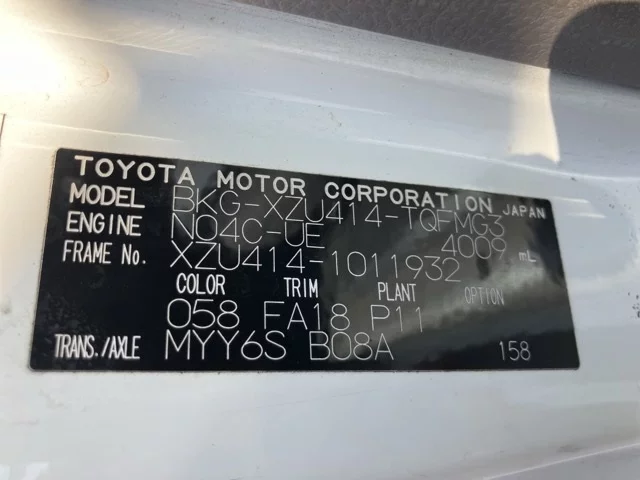 TOYOTA MOTOR CORPORATION JAPAN
MODEL BKG-XZU414-TQFMG3
ENGINE N04C-UE 4009 mL
FRAME No. XZU414-1011932
COLOR TRIM PLANT OPTION
058 FA18 P11
TRANS./AXLE MYY6S B08A 158